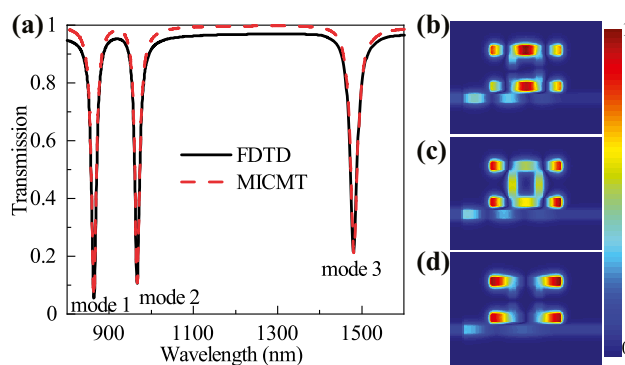 (a)
1
0.8
0.6
0.4
0.2
0
Transmission
FDTD
MICMT
mode 1
mode 2
mode 3
900
1100
1300
1500
Wavelength (nm)
(b)
(c)
(d)